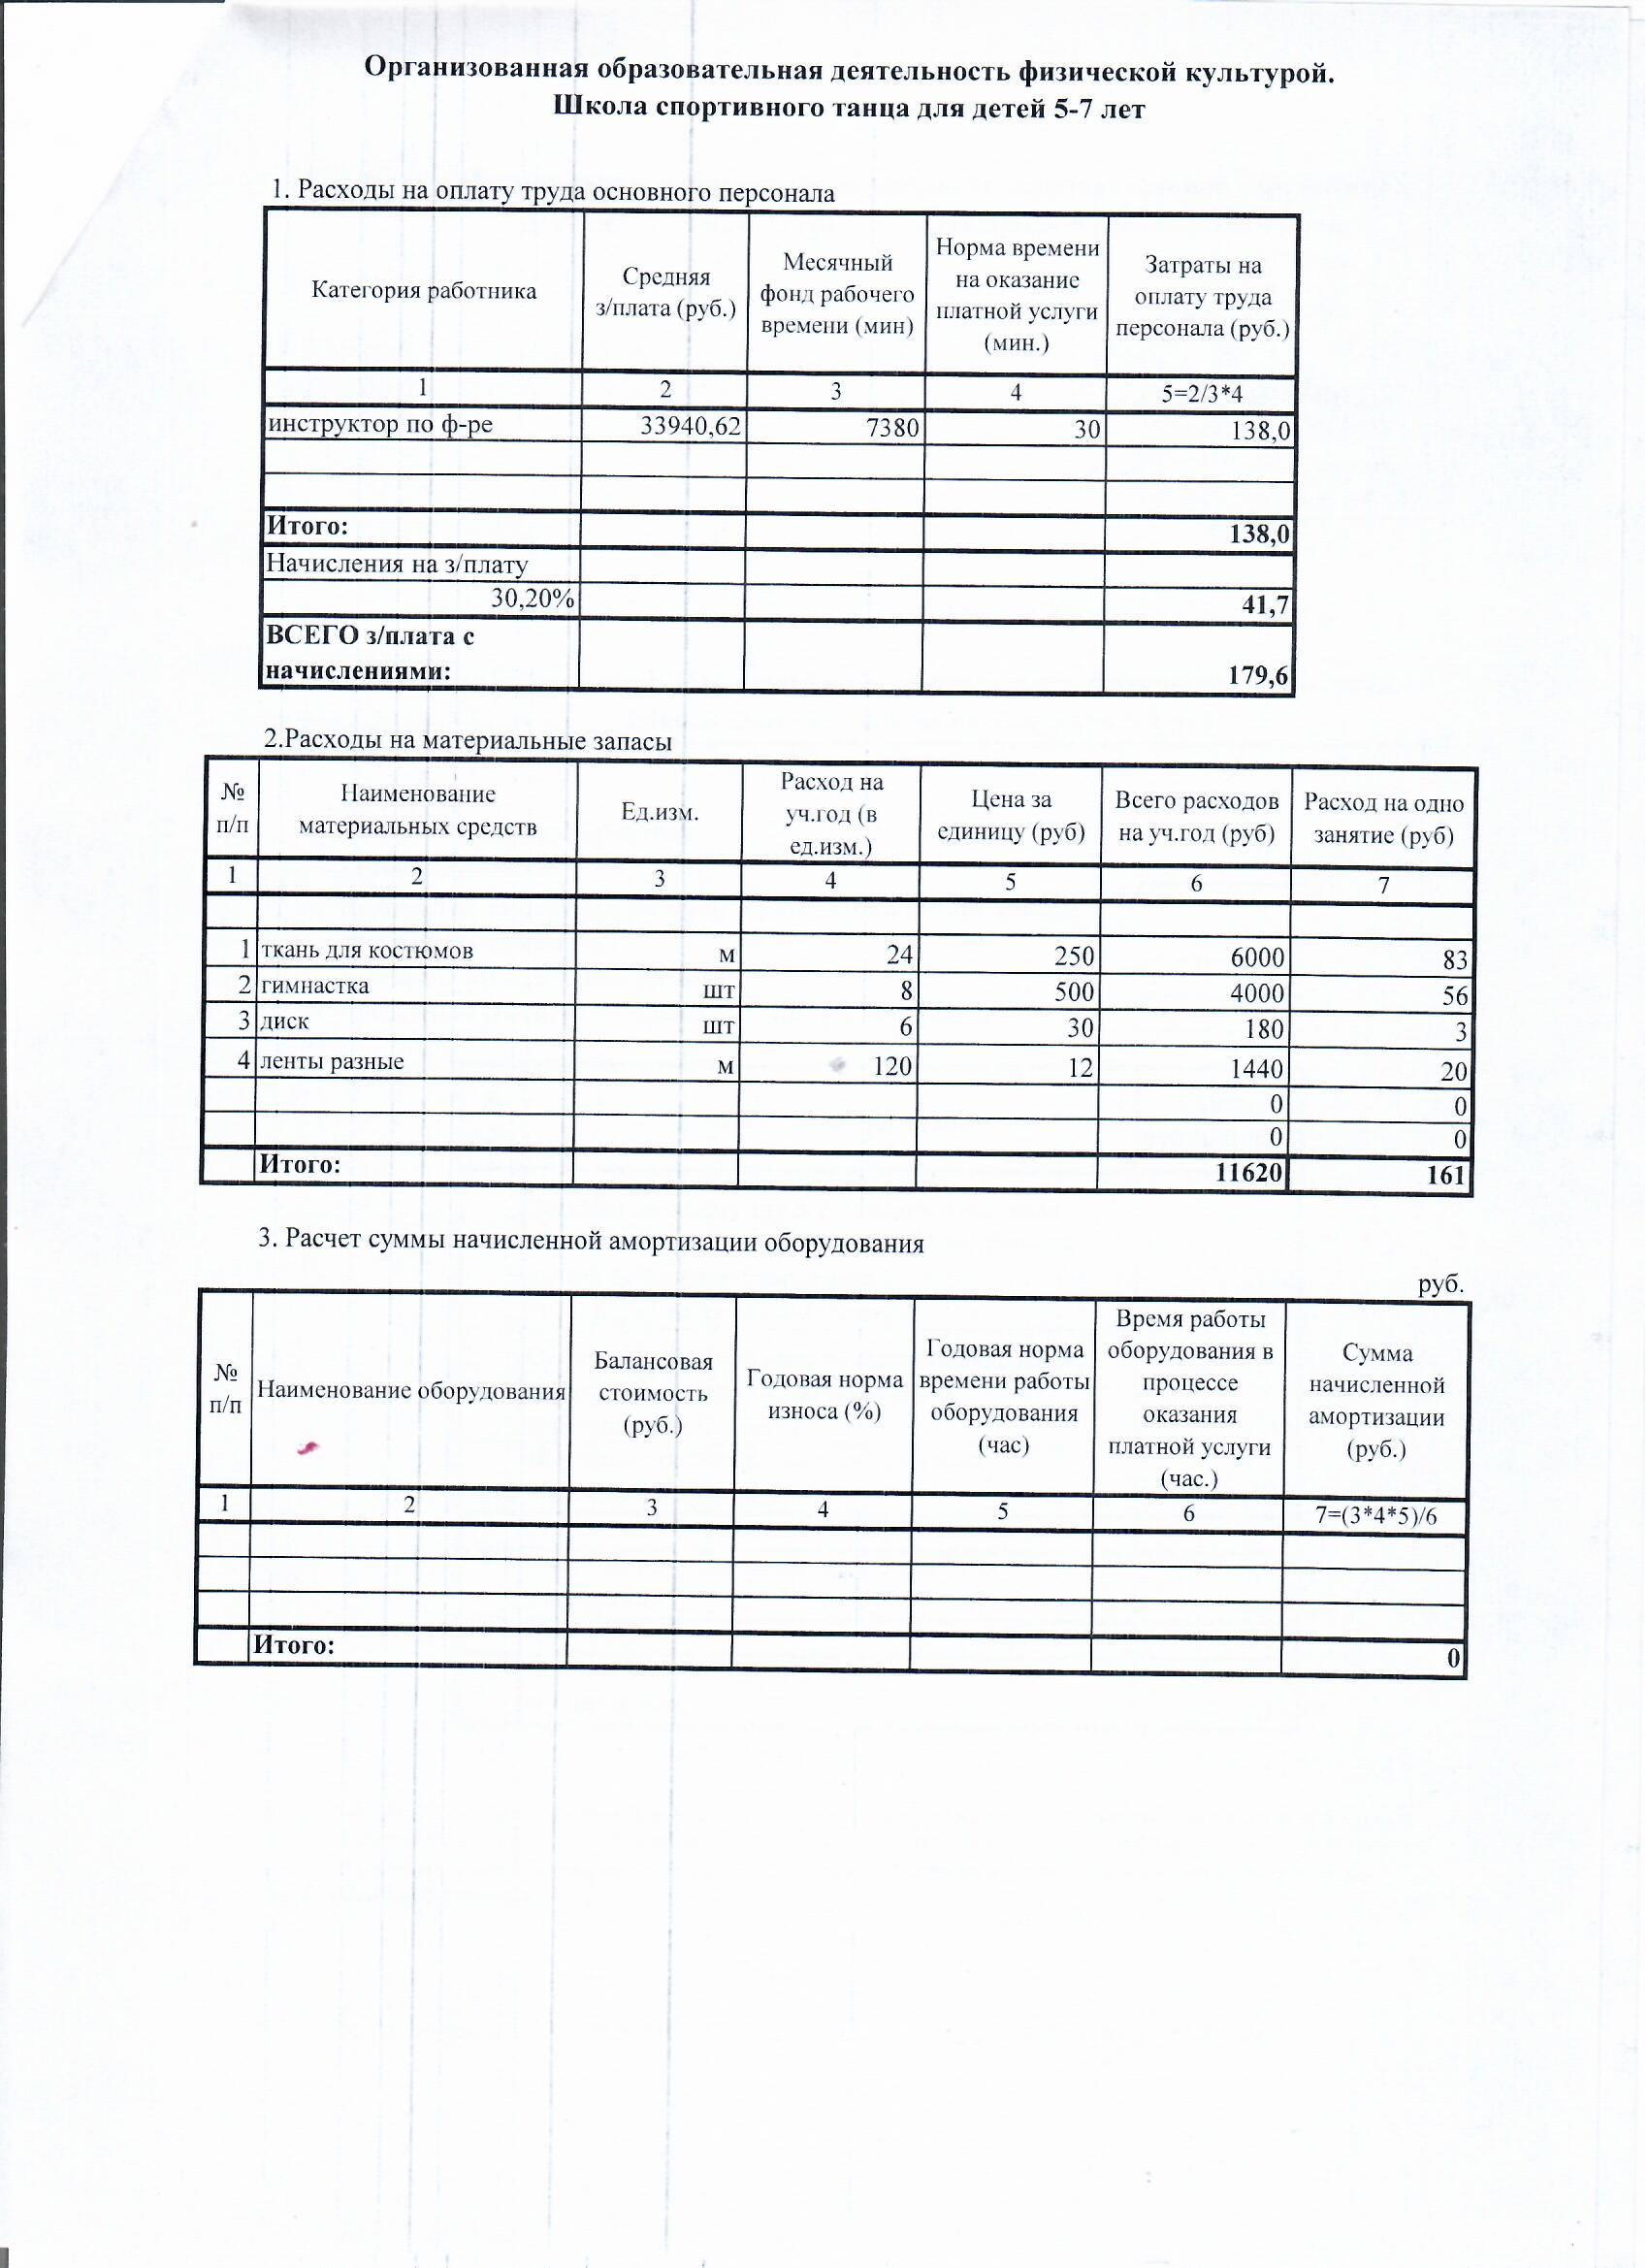 Организованная образовательная деятельность физической культурой.
Школа спортивного танца для детей 5-7 лет
1. Расходы на оплату труда основного персонала
Категория работника
Средняя
з/плата (руб.)
Месячный
фонд рабочего
времени (мин)
Норма времени
на оказание
платной услуги
(мин.)
Затраты на
оплату труда
персонала (руб.)
1 2 3 4 5=2/3*4
инструктор по ф-ре 33940,62 7380 30 138,0
Итого: 138,0
Начисления на з/плату
30,20% 41,7
ВСЕГО з/плата с
начислениями: 179,6
2.Расходы на материальные запасы
№
п/п
Наименование
материальных средств
Ед.изм.
Расход на
уч.год (в
ед.изм.)
Цена за
единицу (руб)
Всего расходов
на уч.год (руб)
Расход на одно
занятие (руб)
1 2 3 4 5 6 7
1 ткань для костюмов м 24 250 6000 83
2 гимнастка шт 8 500 4000 56
3 диск шт 6 30 180 3
4 ленты разные м 120 12 1440 20
0 0
0 0
Итого: 11620 161
3. Расчет суммы начисленной амортизации оборудования
руб.
№
п/п
Наименование оборудования
Балансовая
стоимость
(руб.)
Годовая норма
износа (%)
Годовая норма
времени работы
оборудования
(час)
Время работы
оборудования в
процессе
оказания
платной услуги
(час.)
Сумма
начисленной
амортизации
(руб.)
1 2 3 4 5 6 7=(3*4*5)/6
Итого: 0